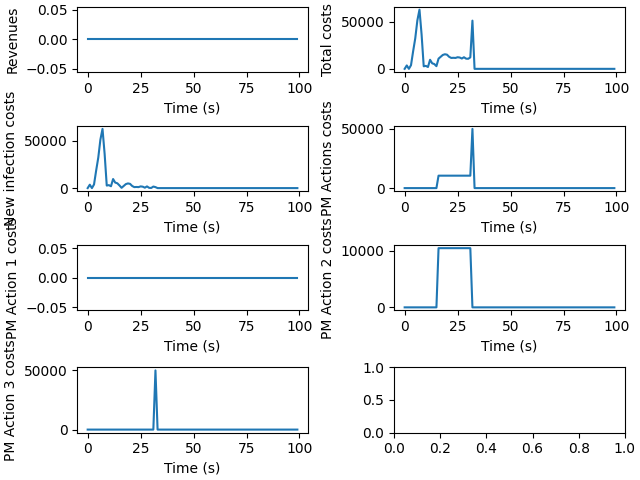 Revenues
0.05
0.00
−0.05
0 25 50 75 100
Time (s)
Total costs
50000
0
0 25 50 75 100
Time (s)
New infection costs
50000
0
0 25 50 75 100
Time (s)
PM Actions costs
50000
0
0 25 50 75 100
Time (s)
PM Action 1 costs
0.05
0.00
−0.05
0 25 50 75 100
Time (s)
PM Action 2 costs
10000
0
0 25 50 75 100
Time (s)
PM Action 3 costs
50000
0
0 25 50 75 100
Time (s)
1.0
0.5
0.0
0.0 0.2 0.4 0.6 0.8 1.0